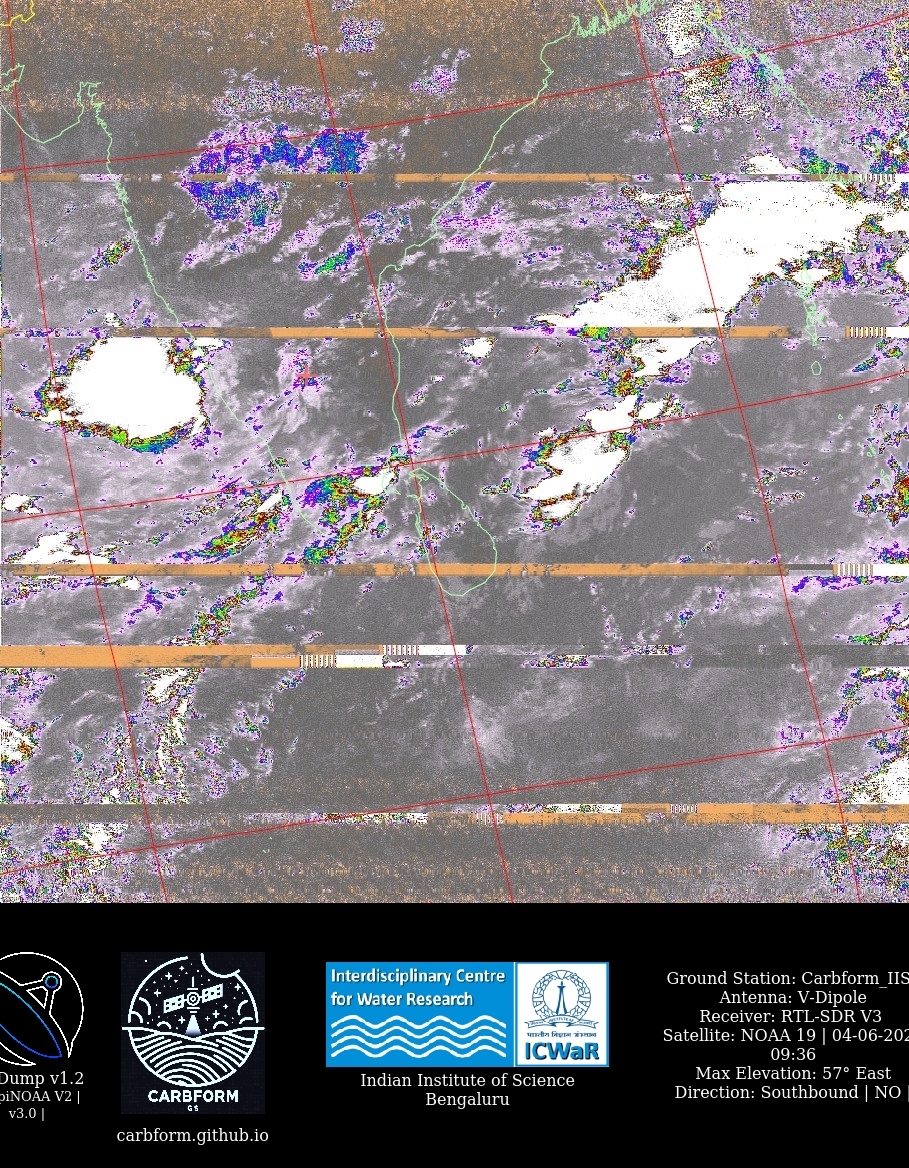 Dump v1.2
piNOAA V2 |
v3.0 |
CARBFORM
GS
carbform.github.io
Interdisciplinary Centre
for Water Research
भारतीय विज्ञान संस्थान
ICWaR
Indian Institute of Science
Bengaluru
Ground Station: Carbform_IIS
Antenna: V-Dipole
Receiver: RTL-SDR V3
Satellite: NOAA 19 | 04-06-202
09:36
Max Elevation: 57° East
Direction: Southbound | NO |